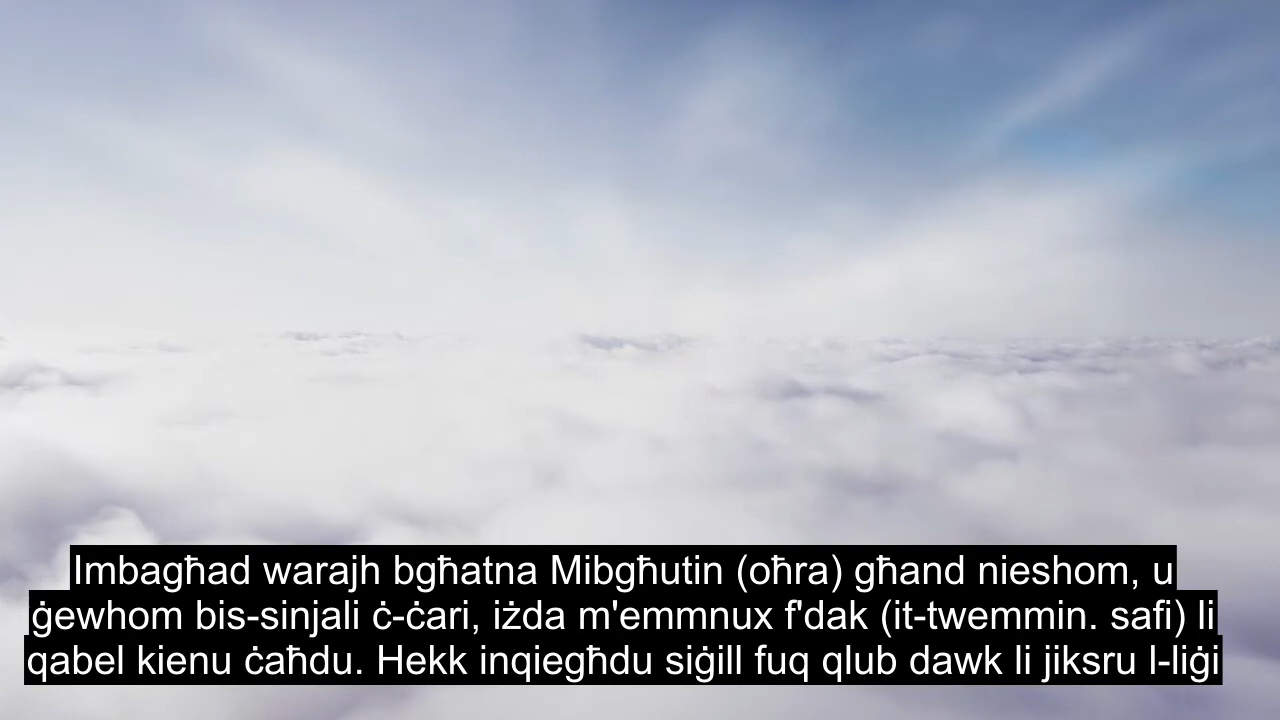 Imbagħad warajh bgħatna Mibgħutin (oħra) għand nieshom, u
ġewhom bis-sinjali ċ-ċari, iżda m'emmnux f'dak (it-twemmin. safi) li
qabel kienu ċaħdu. Hekk inqiegħdu siġill fuq qlub dawk li jiksru l-liġi